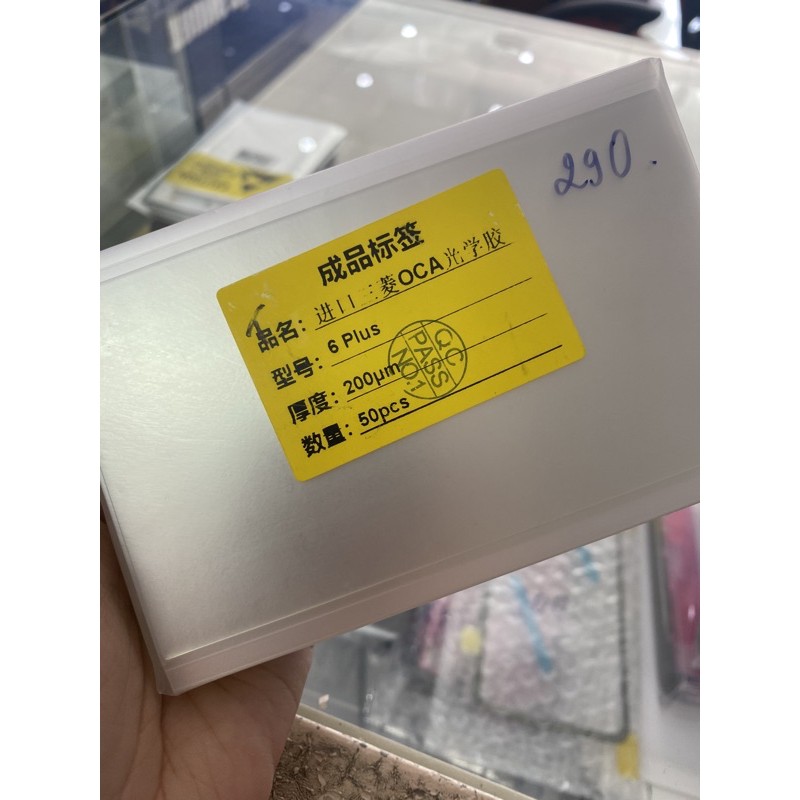 290.
成品标签
品名: 进口三菱OCA光学胶
型号: 6 Plus
厚度: 200μm
数量: 50pcs
QC
PASS
NO.1